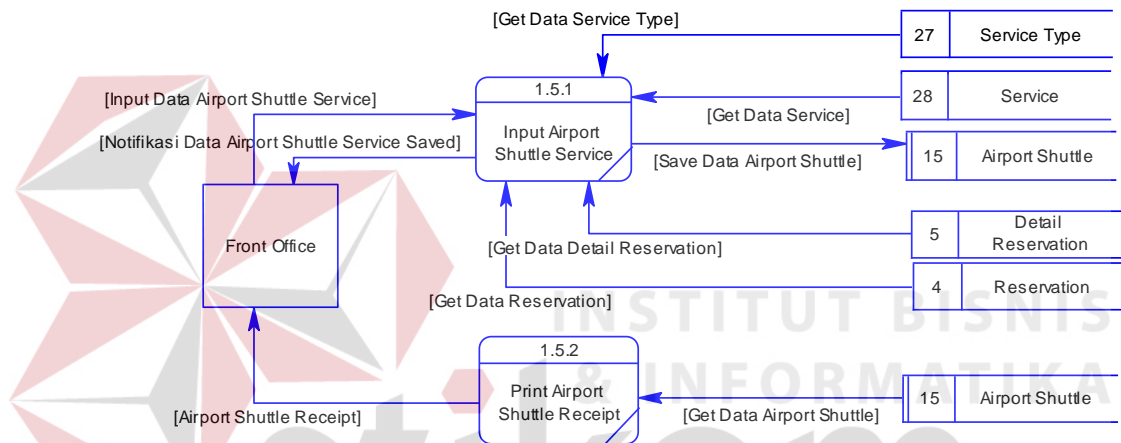 [Get Data Service Type]
27 Service Type
1.5.1
[Input Data Airport Shuttle Service]
28 Service
[Get Data Service]
Input Airport
Shuttle Service
[Notifikasi Data Airport Shuttle Service Saved]
[Save Data Airport Shuttle]
15 Airport Shuttle
Front Office
5 Detail
Reservation
[Get Data Detail Reservation]
4 Reservation
[Get Data Reservation]
INSTITUT BISNIS
& INFORMATIKA
1.5.2
Print Airport
Shuttle Receipt
15 Airport Shuttle
[Airport Shuttle Receipt]
[Get Data Airport Shuttle]